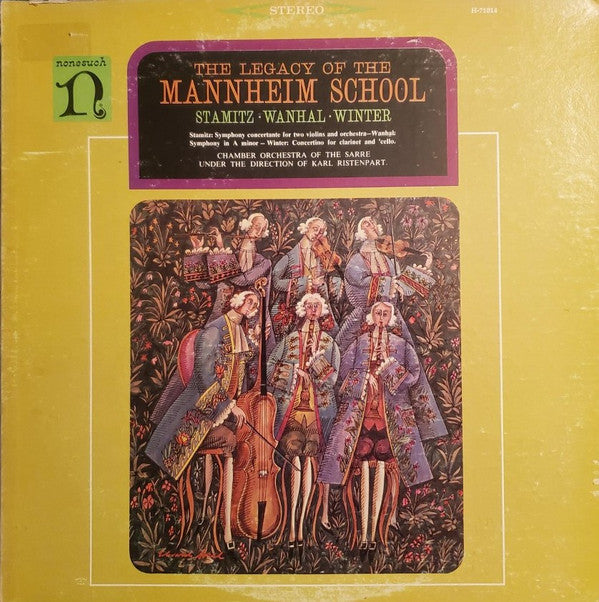 STEREO
H-71014
nonesuch
n
THE LEGACY OF THE
MANNHEIM SCHOOL
STAMITZ · WANHAL · WINTER
Stamitz: Symphony concertante for two violins and orchestra—Wanhal:
Symphony in A minor — Winter: Concertino for clarinet and 'cello.
CHAMBER ORCHESTRA OF THE SARRE
UNDER THE DIRECTION OF KARL RISTENPART.